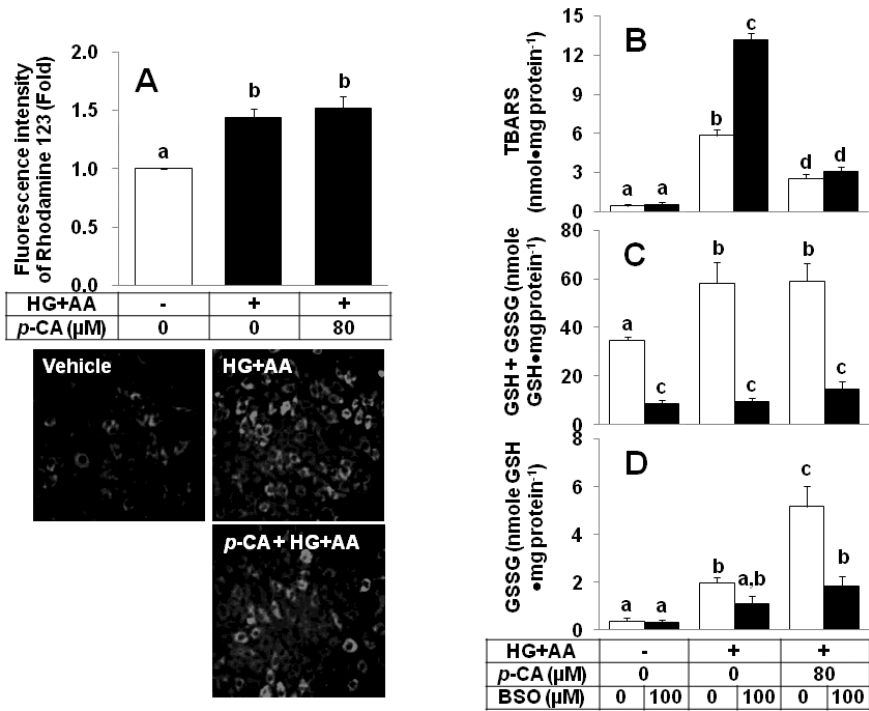 A
Fluorescence intensity
of Rhodamine 123 (Fold)
2.0
1.5
1.0
0.5
0.0
a
b
b
HG+AA - + +
p-CA (μM) 0 0 80
Vehicle
HG+AA
p-CA + HG+AA
B
TBARS
(nmol•mg protein-1)
15
12
9
6
3
0
a a b c d d
C
GSH + GSSG (nmole
GSH•mg protein-1)
80
60
40
20
0
a c b c b c
D
GSSG (nmole GSH
•mg protein-1)
8
6
4
2
0
a a b a,b c b
HG+AA - + +
p-CA (μM) 0 0 80
BSO (μM) 0 100 0 100 0 100